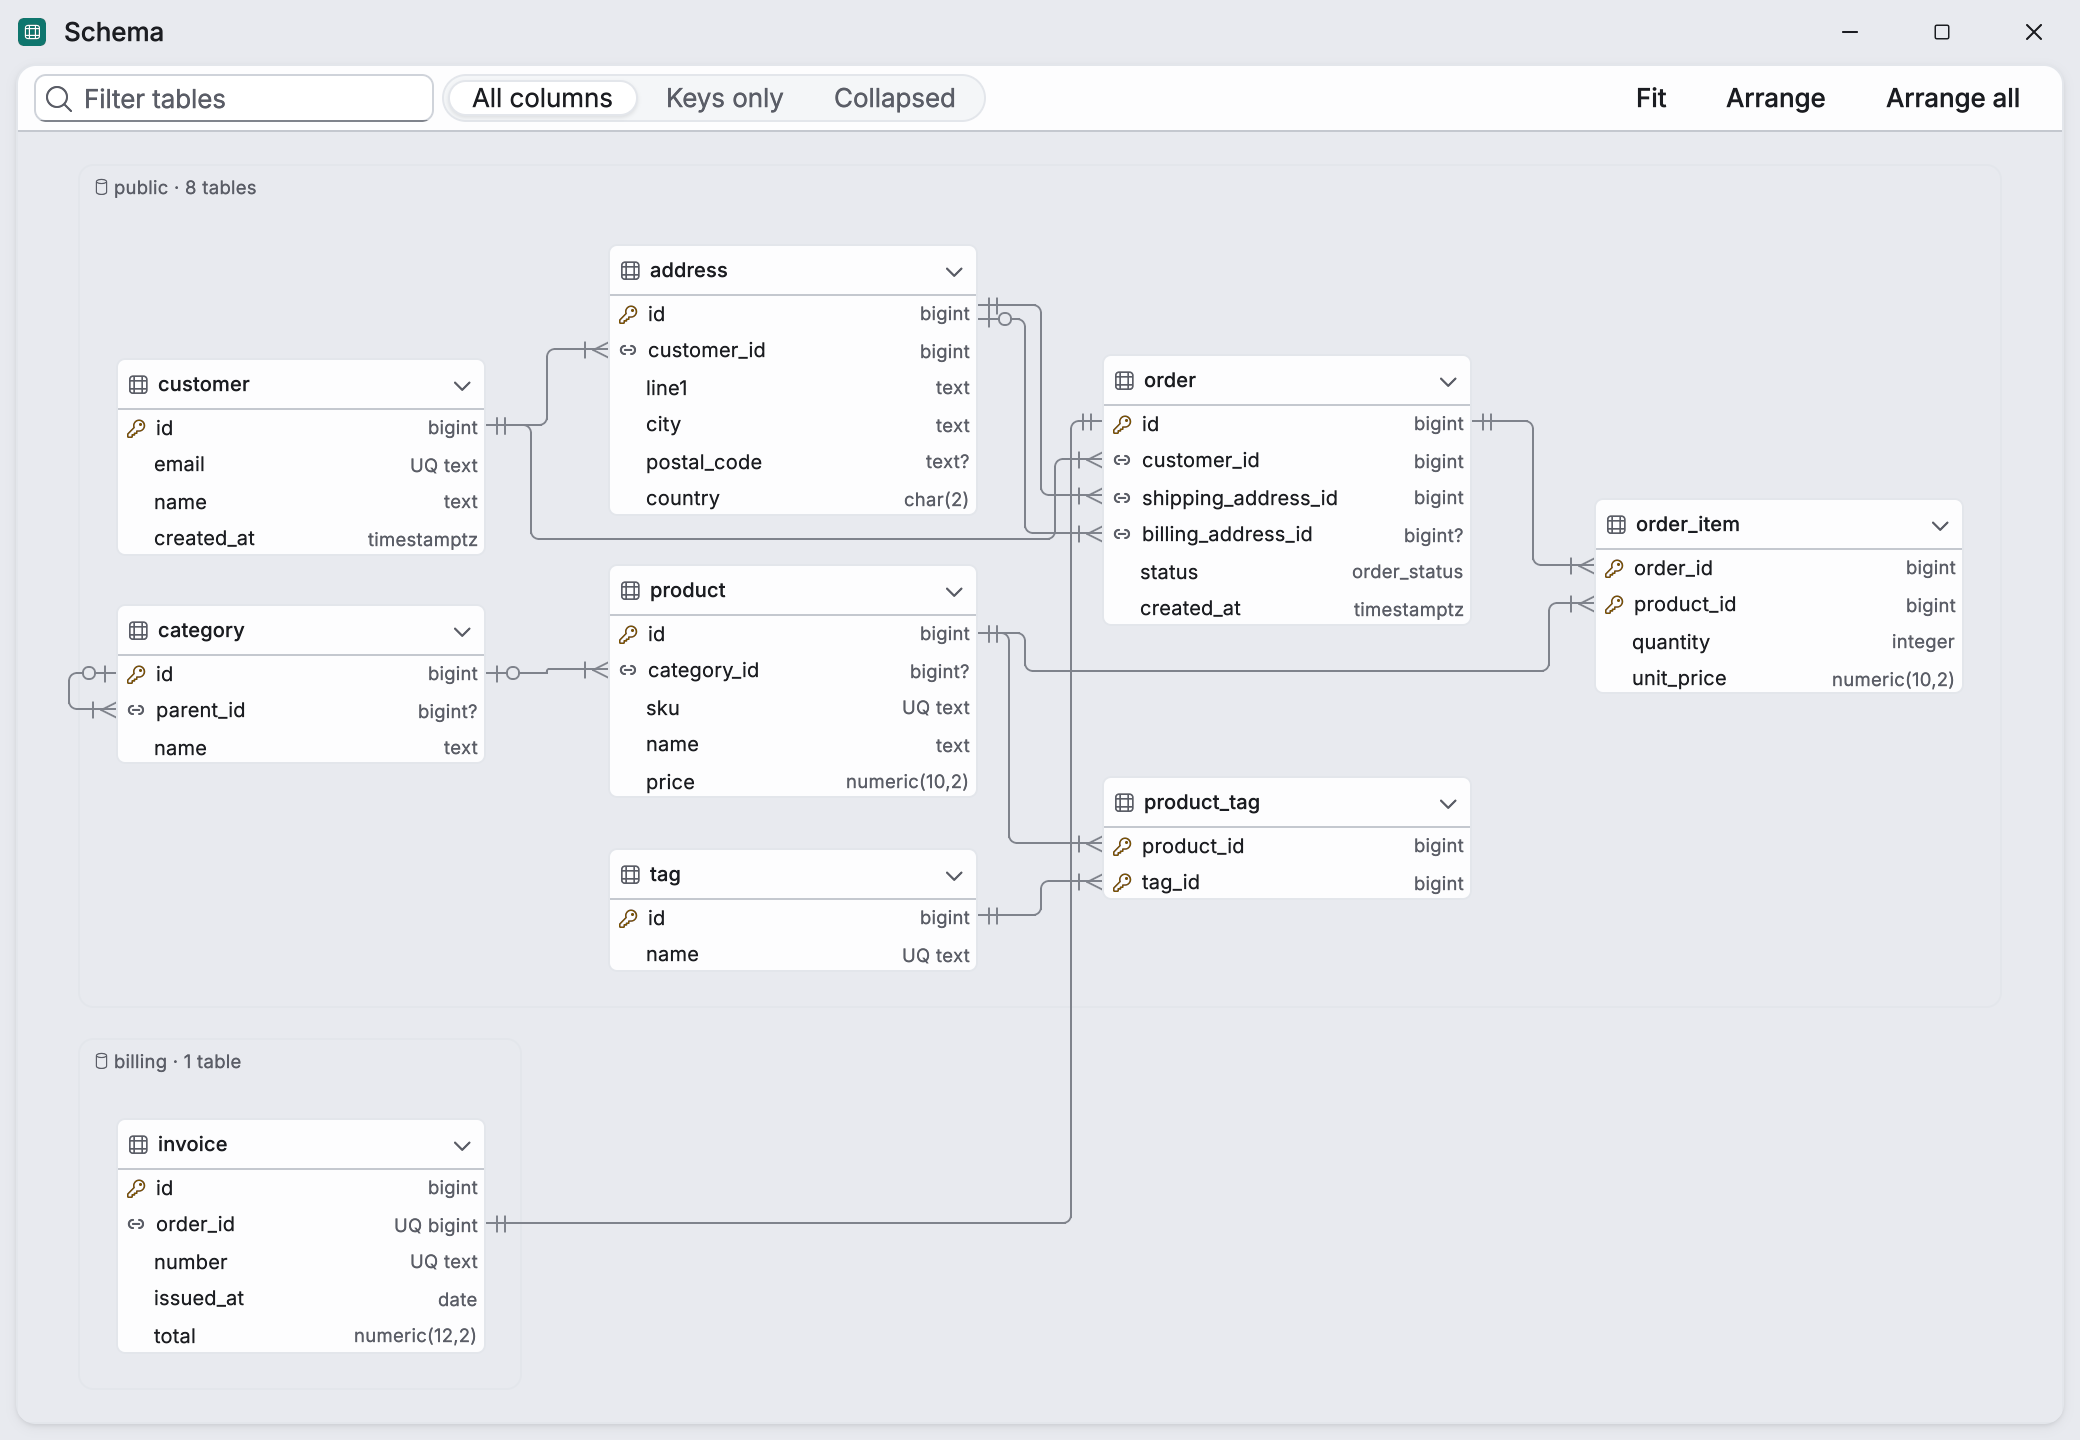 Schema
Filter tables
All columns
Keys only
Collapsed
Fit
Arrange
Arrange all
public · 8 tables
customer
id bigint
email UQ text
name text
created_at timestamptz
category
id bigint
parent_id bigint?
name text
address
id bigint
customer_id bigint
line1 text
city text
postal_code text?
country char(2)
product
id bigint
category_id bigint?
sku UQ text
name text
price numeric(10,2)
tag
id bigint
name UQ text
order
id bigint
customer_id bigint
shipping_address_id bigint
billing_address_id bigint?
status order_status
created_at timestamptz
product_tag
product_id bigint
tag_id bigint
order_item
order_id bigint
product_id bigint
quantity integer
unit_price numeric(10,2)
billing · 1 table
invoice
id bigint
order_id UQ bigint
number UQ text
issued_at date
total numeric(12,2)